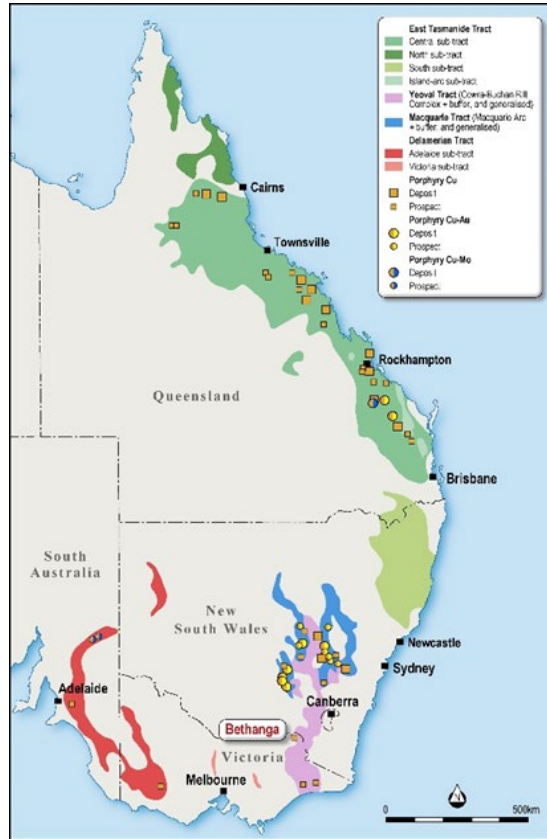 East Tasmanide Tract
Central sub-tract
North sub-tract
South sub-tract
Island-arc sub-tract
Yeoval Tract (Cowra-Buchan Rift
Complex + buffer, and generalised)
Macquarie Tract (Macquarie Arc
+ buffer, and generalised)
Delamerian Tract
Adelaide sub-tract
Victoria sub-tract
Porphyry Cu
Deposit
Prospect
Porphyry Cu-Au
Deposit
Prospect
Porphyry Cu-Mo
Deposit
Prospect
Cairns
Townsville
Rockhampton
Queensland
Brisbane
South
Australia
New
South Wales
Newcastle
Sydney
Adelaide
Canberra
Bethanga
Victoria
Melbourne
N
0
500km